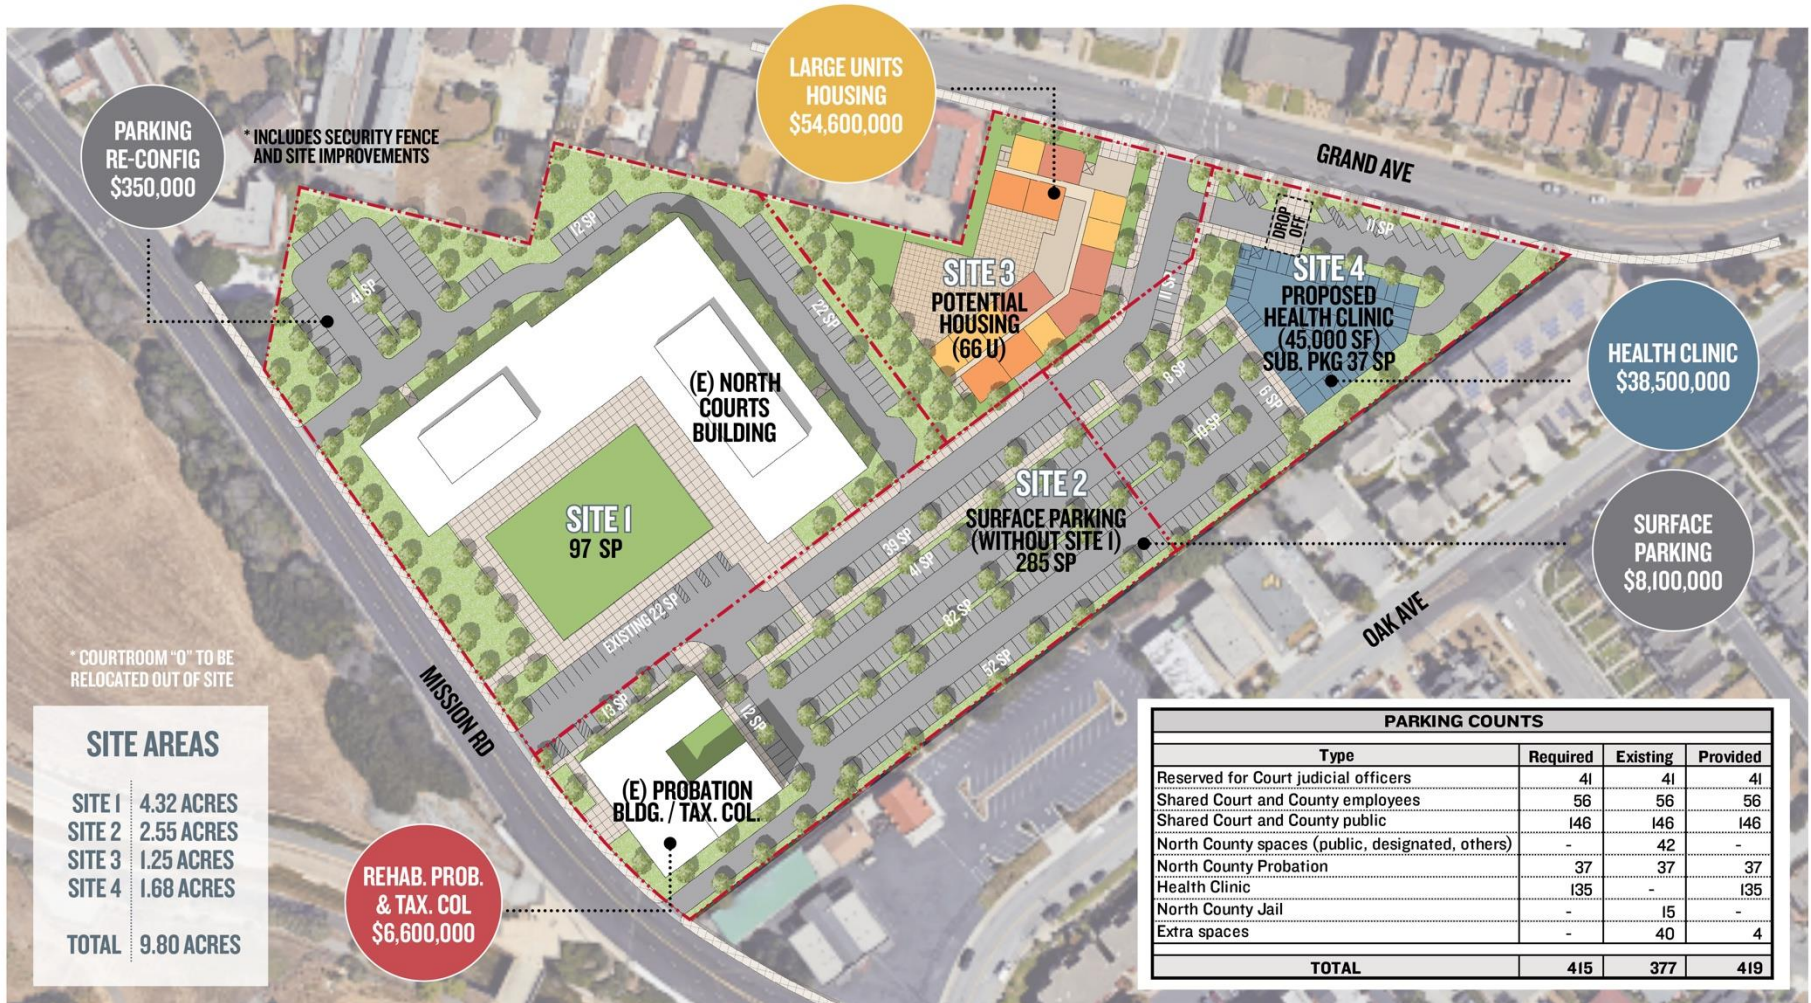 LARGE UNITS
HOUSING
$54,600,000
PARKING
RE-CONFIG
$350,000
* INCLUDES SECURITY FENCE
AND SITE IMPROVEMENTS
GRAND AVE
12 SP
41 SP
22 SP
11 SP
DROP
OFF
11 SP
SITE 3
POTENTIAL
HOUSING
(66 U)
SITE 4
PROPOSED
HEALTH CLINIC
(45,000 SF)
SUB. PKG 37 SP
HEALTH CLINIC
$38,500,000
8 SP
6 SP
10 SP
(E) NORTH
COURTS
BUILDING
SITE 1
97 SP
SITE 2
SURFACE PARKING
(WITHOUT SITE 1)
285 SP
SURFACE
PARKING
$8,100,000
39 SP
41 SP
82 SP
52 SP
EXISTING 22 SP
13 SP
12 SP
OAK AVE
MISSION RD
* COURTROOM "O" TO BE
RELOCATED OUT OF SITE
(E) PROBATION
BLDG. / TAX. COL.
REHAB. PROB.
& TAX. COL
$6,600,000
SITE AREAS
SITE 1 4.32 ACRES
SITE 2 2.55 ACRES
SITE 3 1.25 ACRES
SITE 4 1.68 ACRES
TOTAL 9.80 ACRES
PARKING COUNTS
Type Required Existing Provided
Reserved for Court judicial officers 41 41 41
Shared Court and County employees 56 56 56
Shared Court and County public 146 146 146
North County spaces (public, designated, others) - 42 -
North County Probation 37 37 37
Health Clinic 135 - 135
North County Jail - 15 -
Extra spaces - 40 4
TOTAL 415 377 419